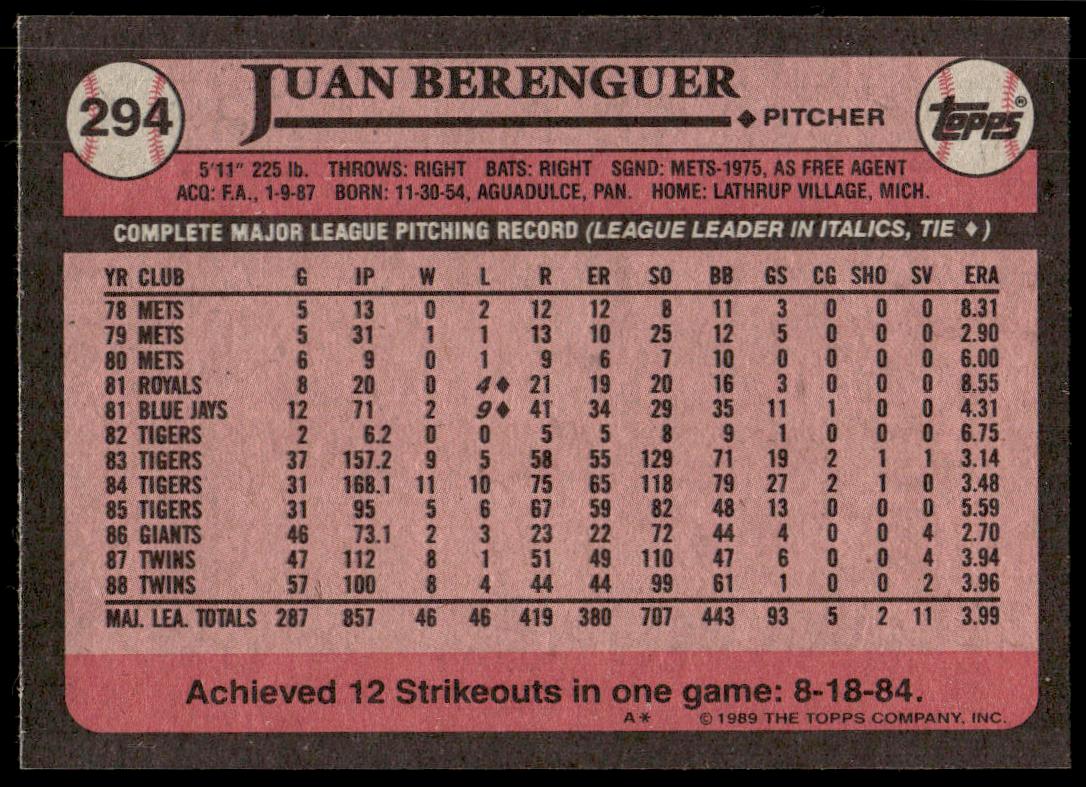 294
JUAN BERENGUER
♦ PITCHER
Topps®
5'11" 225 lb. THROWS: RIGHT BATS: RIGHT SGND: METS-1975, AS FREE AGENT
ACQ: F.A., 1-9-87 BORN: 11-30-54, AGUADULCE, PAN. HOME: LATHRUP VILLAGE, MICH.
COMPLETE MAJOR LEAGUE PITCHING RECORD (LEAGUE LEADER IN ITALICS, TIE ♦)
YR CLUB G IP W L R ER SO BB GS CG SHO SV ERA
78 METS 5 13 0 2 12 12 8 11 3 0 0 0 8.31
79 METS 5 31 1 1 13 10 25 12 5 0 0 0 2.90
80 METS 6 9 0 1 9 6 7 10 0 0 0 0 6.00
81 ROYALS 8 20 0 4♦ 21 19 20 16 3 0 0 0 8.55
81 BLUE JAYS 12 71 2 9♦ 41 34 29 35 11 1 0 0 4.31
82 TIGERS 2 6.2 0 0 5 5 8 9 1 0 0 0 6.75
83 TIGERS 37 157.2 9 5 58 55 129 71 19 2 1 1 3.14
84 TIGERS 31 168.1 11 10 75 65 118 79 27 2 1 0 3.48
85 TIGERS 31 95 5 6 67 59 82 48 13 0 0 0 5.59
86 GIANTS 46 73.1 2 3 23 22 72 44 4 0 0 4 2.70
87 TWINS 47 112 8 1 51 49 110 47 6 0 0 4 3.94
88 TWINS 57 100 8 4 44 44 99 61 1 0 0 2 3.96
MAJ. LEA. TOTALS 287 857 46 46 419 380 707 443 93 5 2 11 3.99
Achieved 12 Strikeouts in one game: 8-18-84.
A* © 1989 THE TOPPS COMPANY, INC.